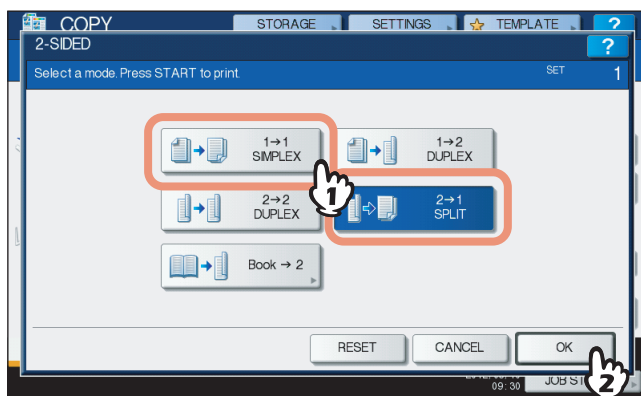 COPY STORAGE SETTINGS TEMPLATE ?
2-SIDED ?
Select a mode. Press START to print. SET 1
1→1 SIMPLEX
1→2 DUPLEX
1
2→2 DUPLEX
2→1 SPLIT
Book → 2
RESET CANCEL OK
2
09:30 JOB ST